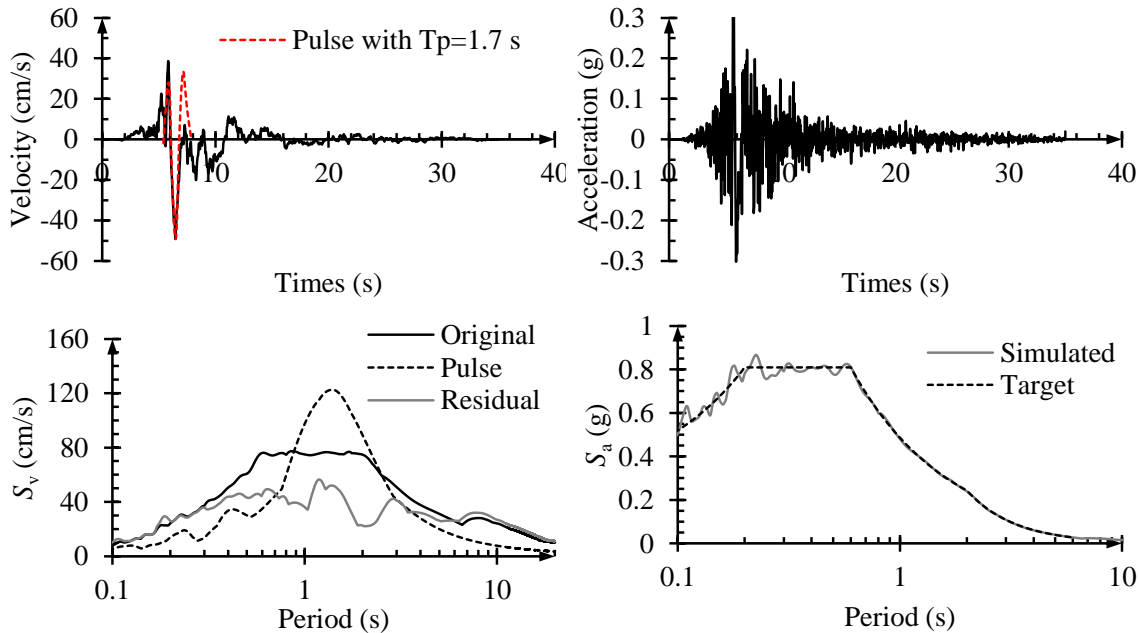 60
40
20
0
-20
-40
-60
0
10
20
30
40
Velocity (cm/s)
Times (s)
Pulse with Tp=1.7 s
0.3
0.2
0.1
0
-0.1
-0.2
-0.3
0
10
20
30
40
Acceleration (g)
Times (s)
160
120
80
40
0
0.1
1
10
Sv (cm/s)
Period (s)
Original
Pulse
Residual
1
0.8
0.6
0.4
0.2
0
0.1
1
10
Sa (g)
Period (s)
Simulated
Target